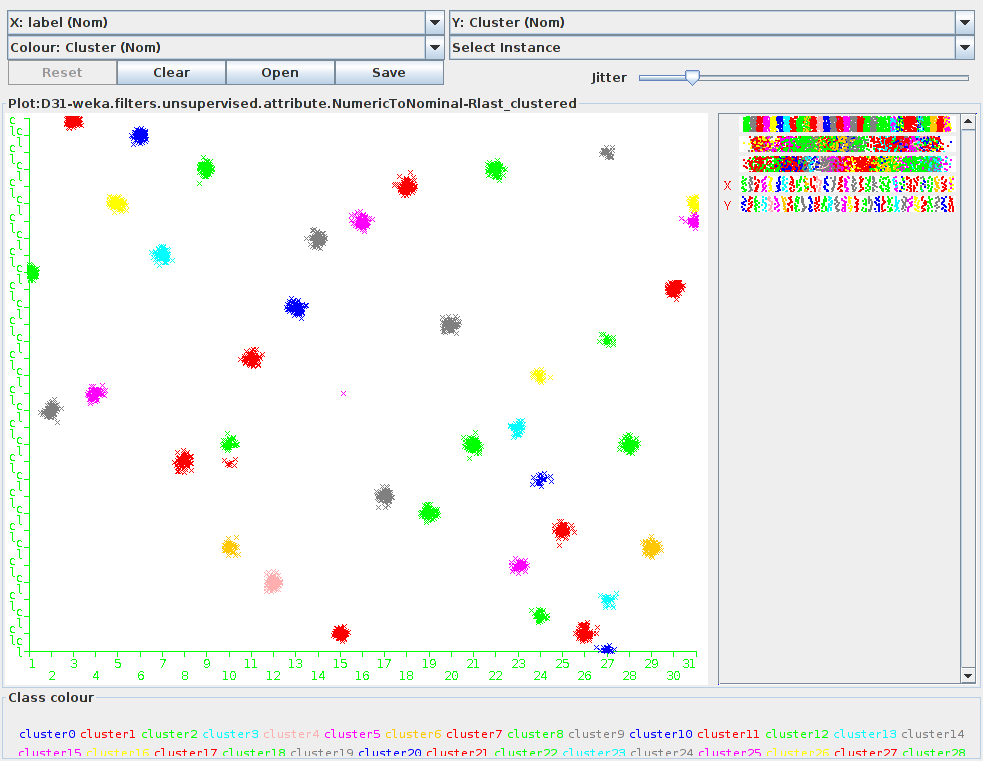 X: label (Nom) Y: Cluster (Nom)
Colour: Cluster (Nom) Select Instance
Reset Clear Open Save Jitter
Plot:D31-weka.filters.unsupervised.attribute.NumericToNominal-Rlast_clustered
X
Y
1 3 5 7 9 11 13 15 17 19 21 23 25 27 29 31
2 4 6 8 10 12 14 16 18 20 22 24 26 28 30
Class colour
cluster0 cluster1 cluster2 cluster3 cluster4 cluster5 cluster6 cluster7 cluster8 cluster9 cluster10 cluster11 cluster12 cluster13 cluster14
cluster15 cluster16 cluster17 cluster18 cluster19 cluster20 cluster21 cluster22 cluster23 cluster24 cluster25 cluster26 cluster27 cluster28